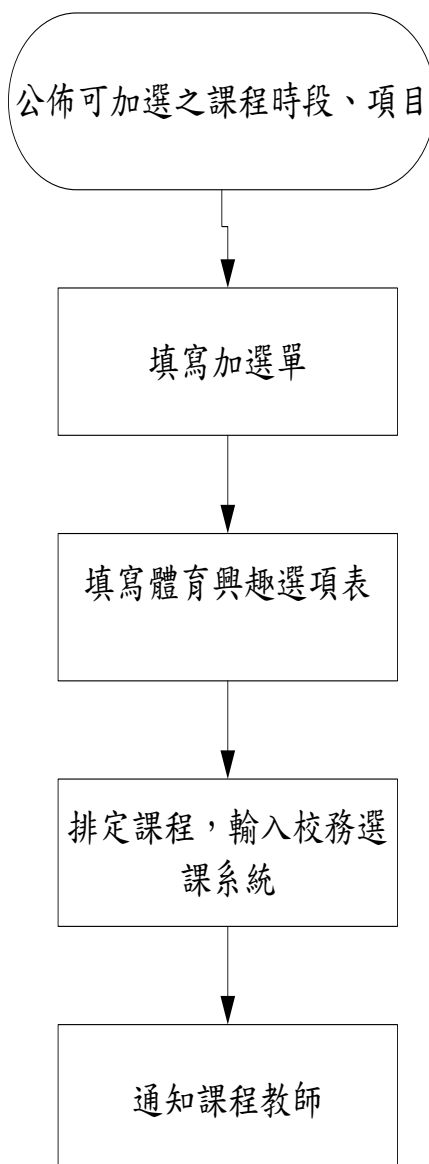 公佈可加選之課程時段、項目
填寫加選單
填寫體育興趣選項表
排定課程，輸入校務選
課系統
通知課程教師